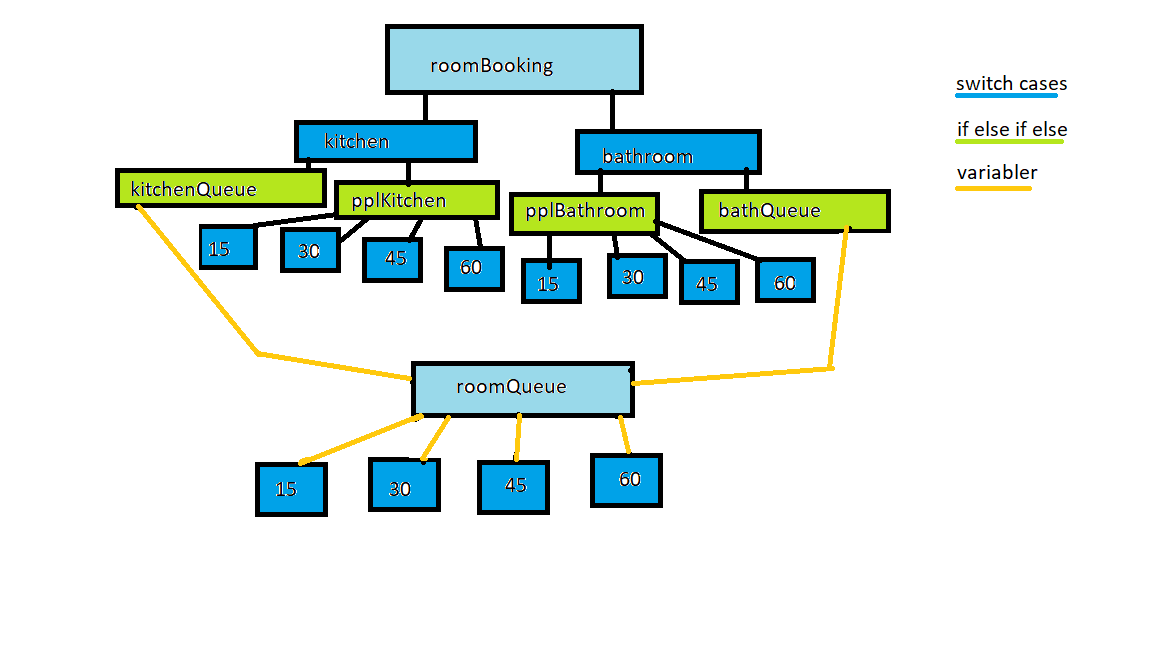 roomBooking
switch cases
if else if else
variabler
kitchen
bathroom
kitchenQueue
pplKitchen
pplBathroom
bathQueue
15
30
45
60
15
30
45
60
roomQueue
15
30
45
60